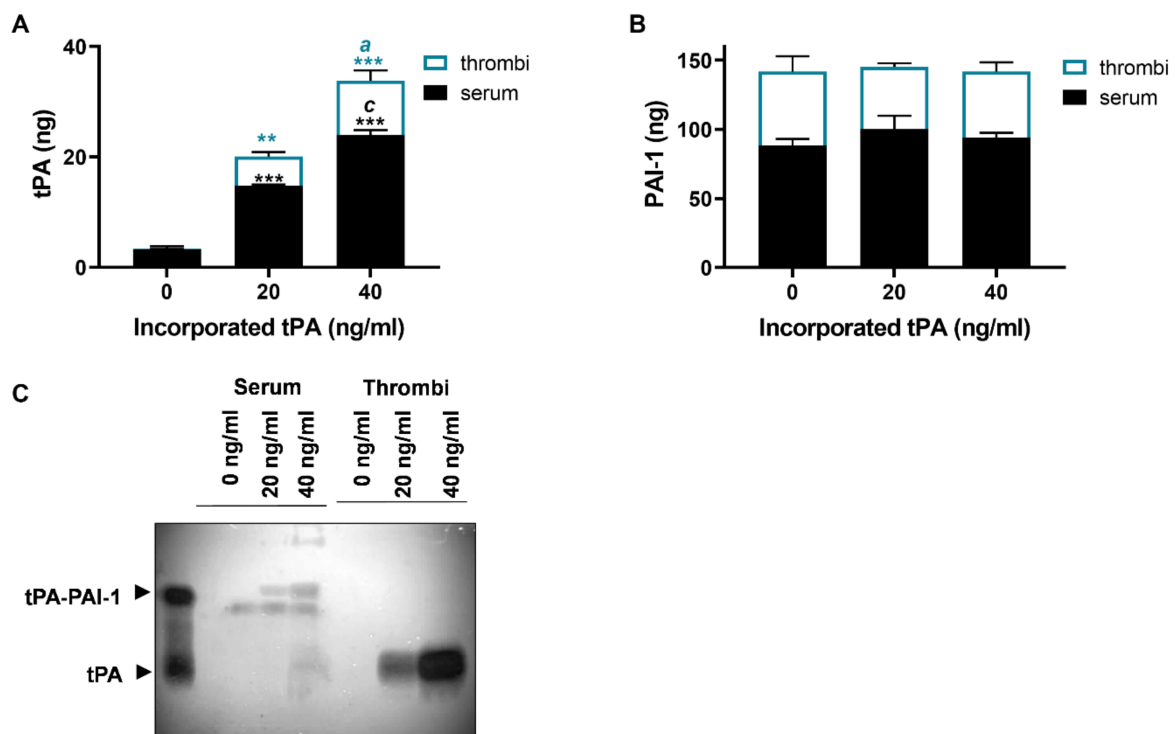 A
40
20
0
tPA (ng)
a
***
**
c
***
***
thrombi
serum
0 20 40
Incorporated tPA (ng/ml)
B
150
100
50
0
PAI-1 (ng)
thrombi
serum
0 20 40
Incorporated tPA (ng/ml)
C
Serum Thrombi
0 ng/ml 20 ng/ml 40 ng/ml 0 ng/ml 20 ng/ml 40 ng/ml
tPA-PAI-1
tPA